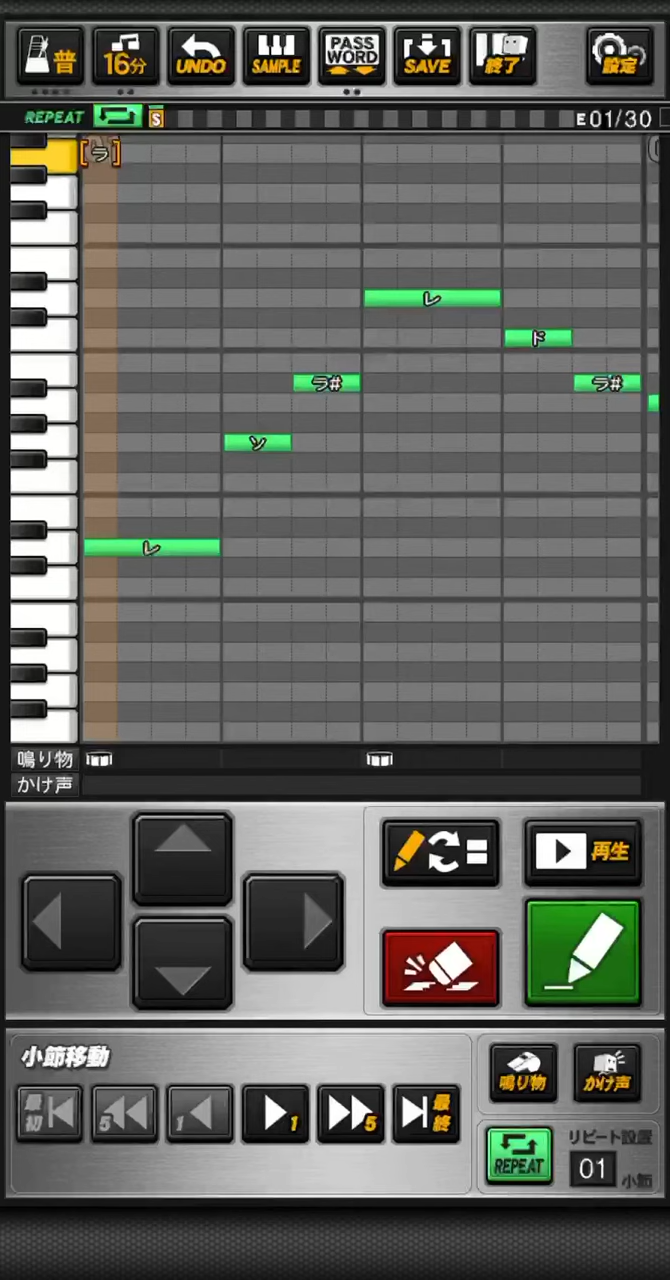 普 16分 UNDO SAMPLE PASS WORD SAVE 終了 設定
REPEAT S E 01/30
[ラ]
レ
ド
ラ# ラ#
ソ
レ
鳴り物
かけ声
再生
小節移動
最初 5 1 1 5 最終
鳴り物 かけ声
REPEAT
リピート設置
01
小節